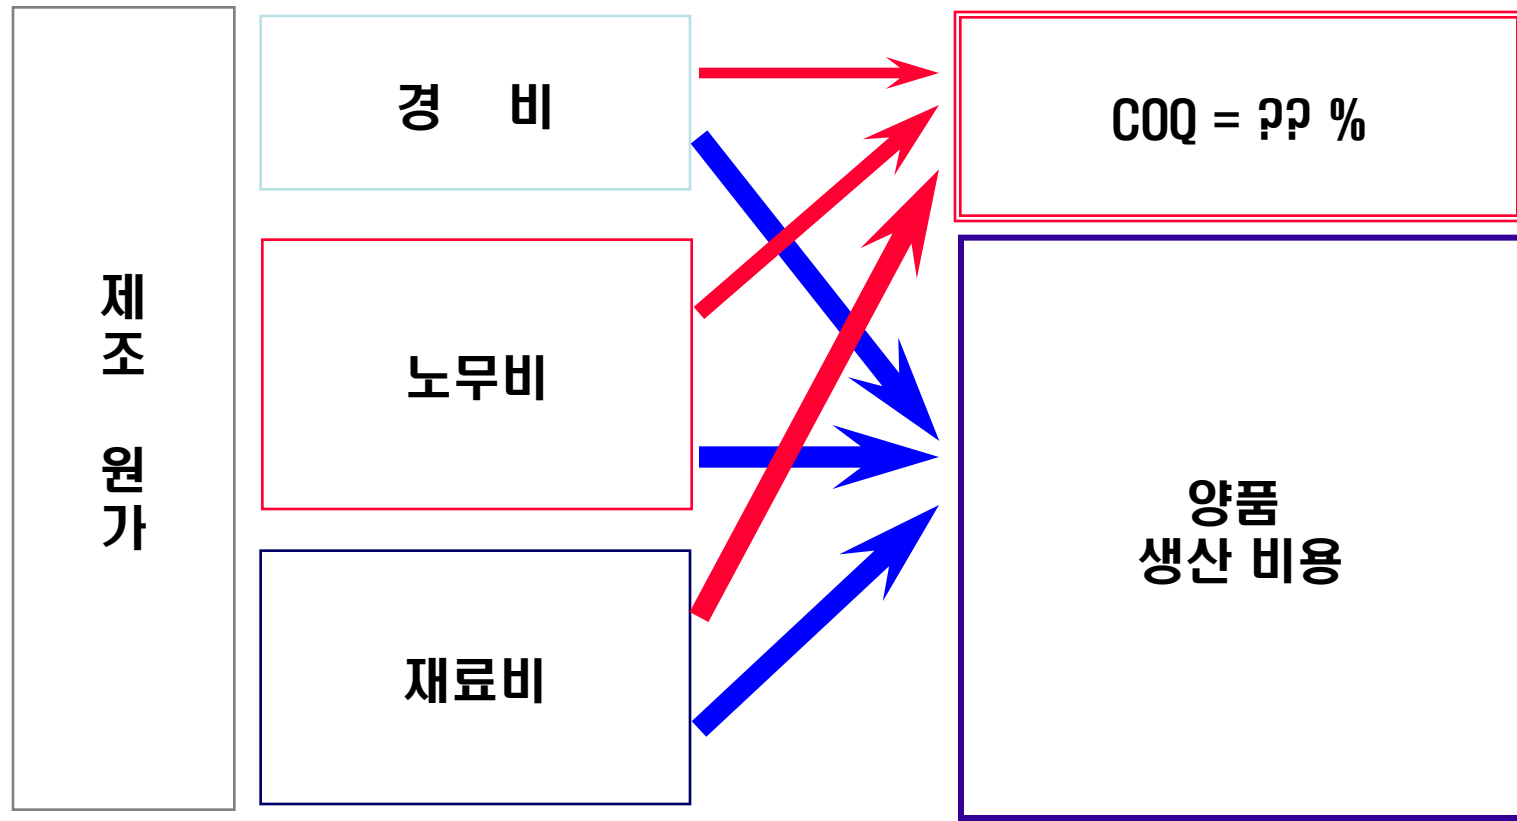 제
조
원
가
경 비
노무비
재료비
COQ = ?? %
양품
생산 비용